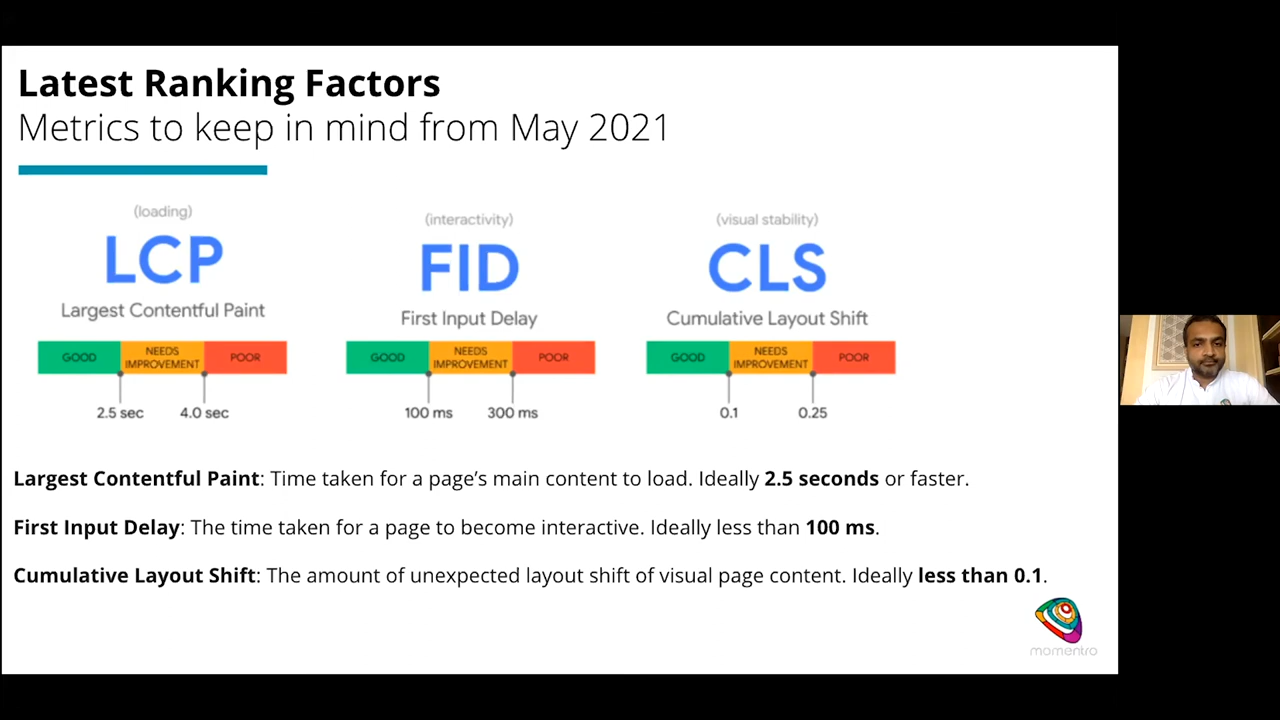 Latest Ranking Factors
Metrics to keep in mind from May 2021
(loading)
LCP
Largest Contentful Paint
GOOD
NEEDS
IMPROVEMENT
POOR
2.5 sec
4.0 sec
(interactivity)
FID
First Input Delay
GOOD
NEEDS
IMPROVEMENT
POOR
100 ms
300 ms
(visual stability)
CLS
Cumulative Layout Shift
GOOD
NEEDS
IMPROVEMENT
POOR
0.1
0.25
Largest Contentful Paint: Time taken for a page’s main content to load. Ideally 2.5 seconds or faster.
First Input Delay: The time taken for a page to become interactive. Ideally less than 100 ms.
Cumulative Layout Shift: The amount of unexpected layout shift of visual page content. Ideally less than 0.1.
momentro